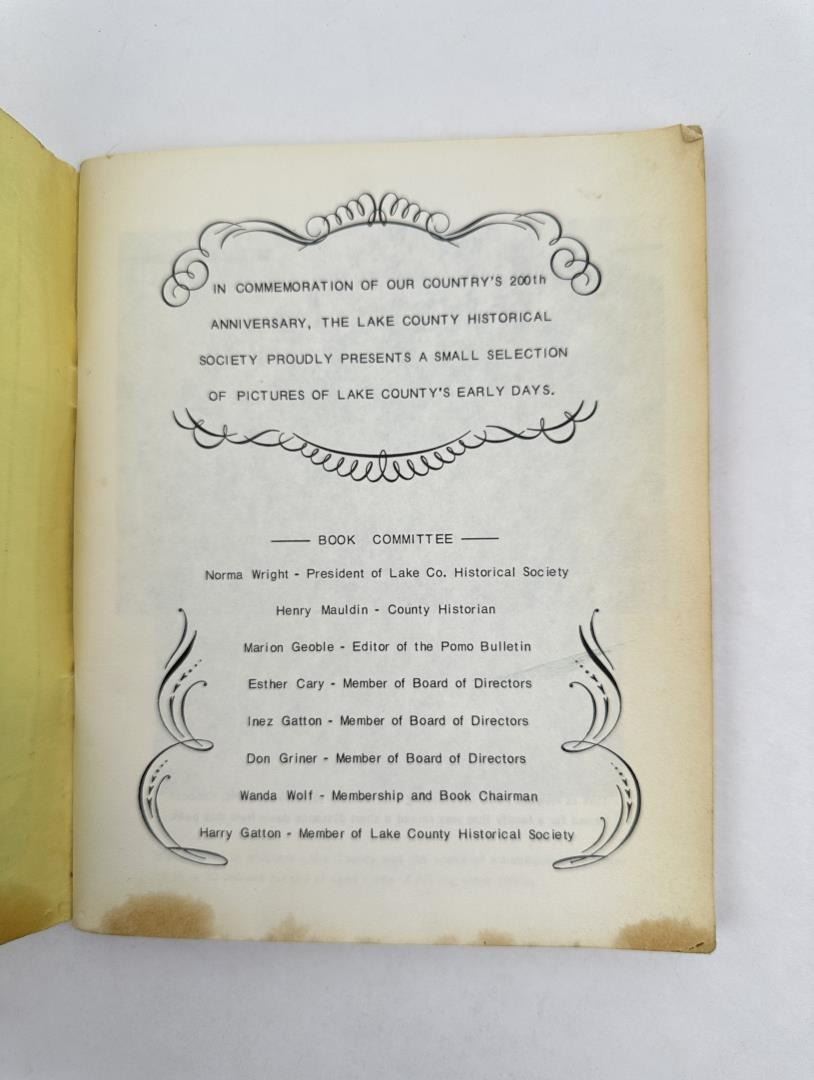 IN COMMEMORATION OF OUR COUNTRY'S 200th
ANNIVERSARY, THE LAKE COUNTY HISTORICAL
SOCIETY PROUDLY PRESENTS A SMALL SELECTION
OF PICTURES OF LAKE COUNTY'S EARLY DAYS.
BOOK COMMITTEE
Norma Wright - President of Lake Co. Historical Society
Henry Mauldin - County Historian
Marion Geoble - Editor of the Pomo Bulletin
Esther Cary - Member of Board of Directors
Inez Gatton - Member of Board of Directors
Don Griner - Member of Board of Directors
Wanda Wolf - Membership and Book Chairman
Harry Gatton - Member of Lake County Historical Society